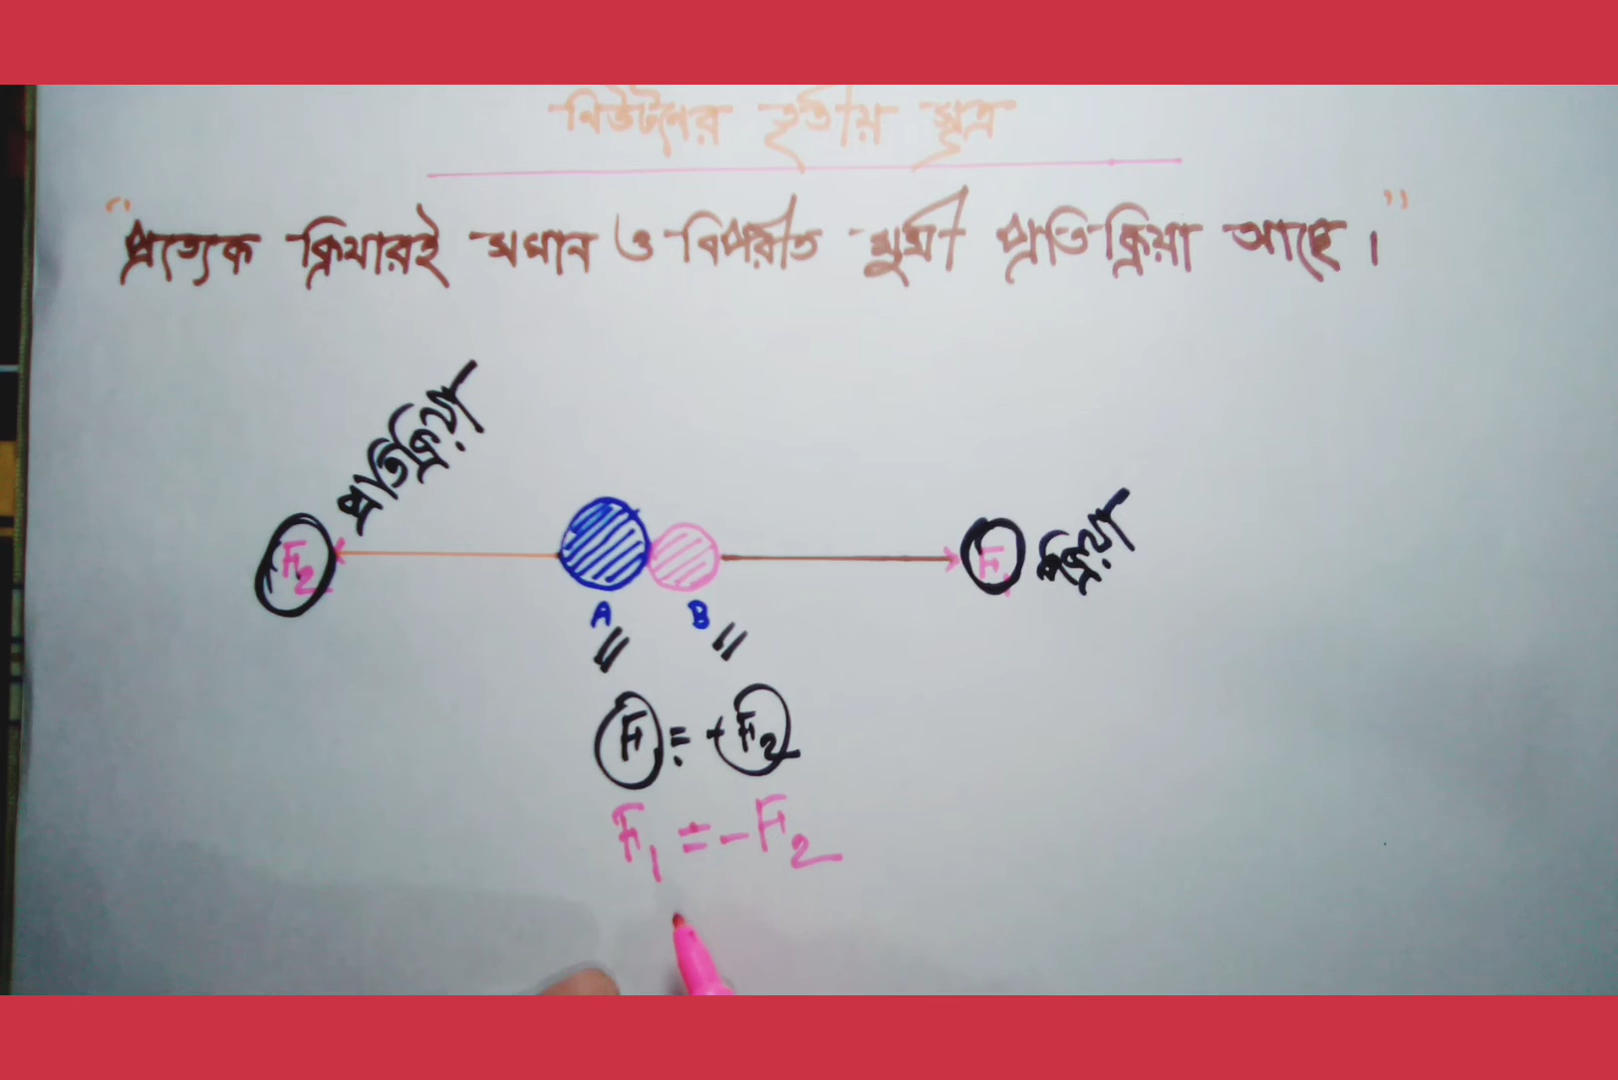 নিউটনের তৃতীয় সূত্র
"প্রত্যেক ক্রিয়ারই সমান ও বিপরীত মুখী প্রতিক্রিয়া আছে।"
প্রতিক্রিয়া
F2 F1 ক্রিয়া
A B
F1 = +F2
F1 = -F2